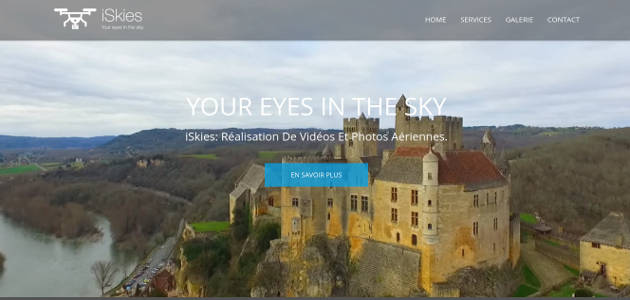 iSkies
Your eyes in the sky
HOME SERVICES GALERIE CONTACT
YOUR EYES IN THE SKY
iSkies: Réalisation De Vidéos Et Photos Aériennes.
EN SAVOIR PLUS